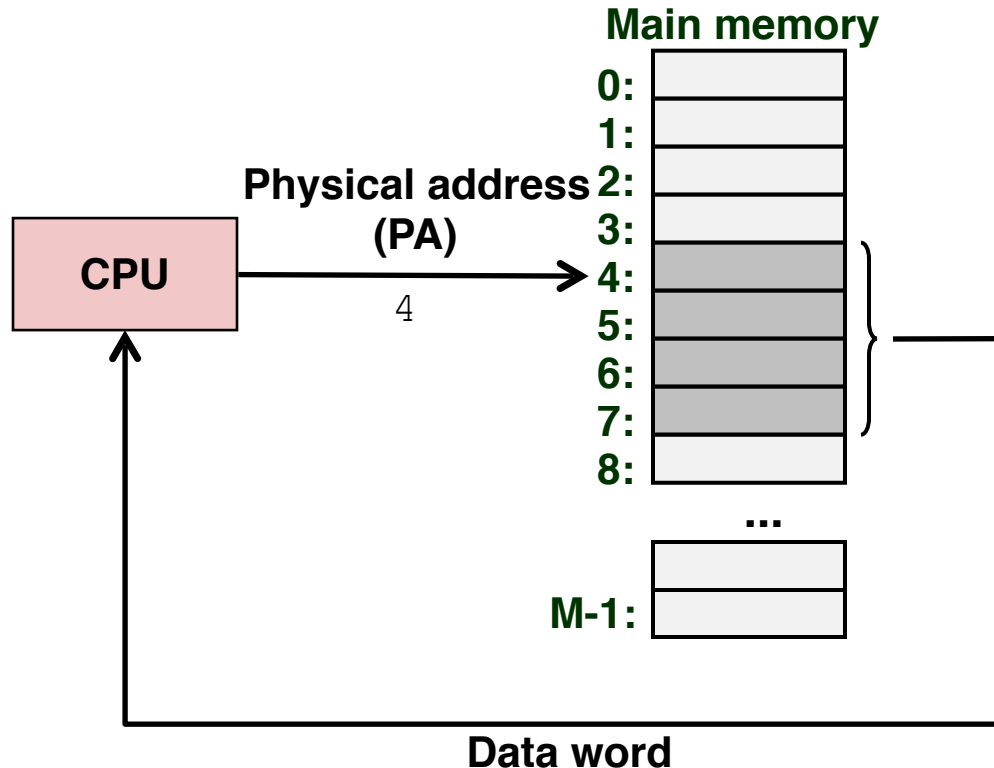 Main memory
0:
1:
Physical address
(PA)
2:
3:
CPU
4
4:
5:
6:
7:
8:
...
M-1:
Data word